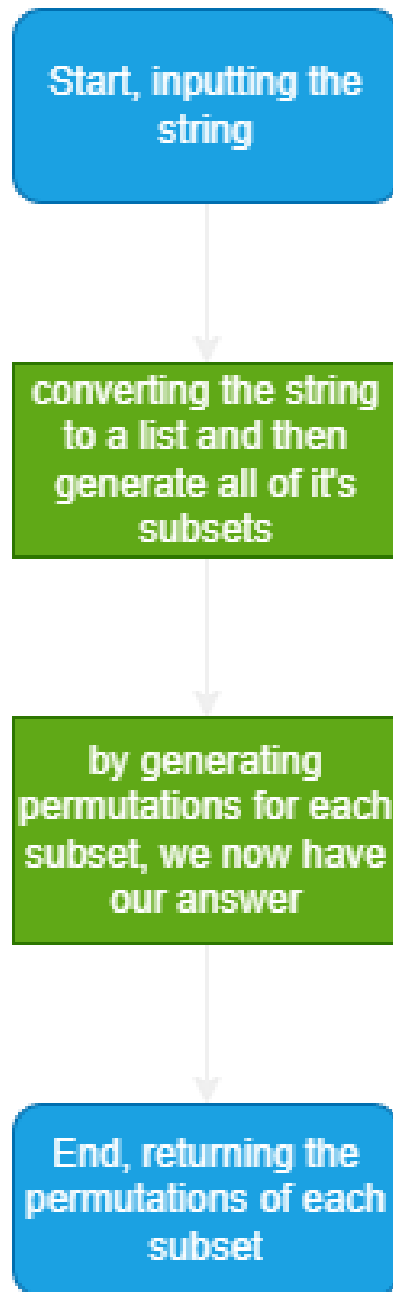 Start, inputting the
string
converting the string
to a list and then
generate all of it's
subsets
by generating
permutations for each
subset, we now have
our answer
End, returning the
permutations of each
subset